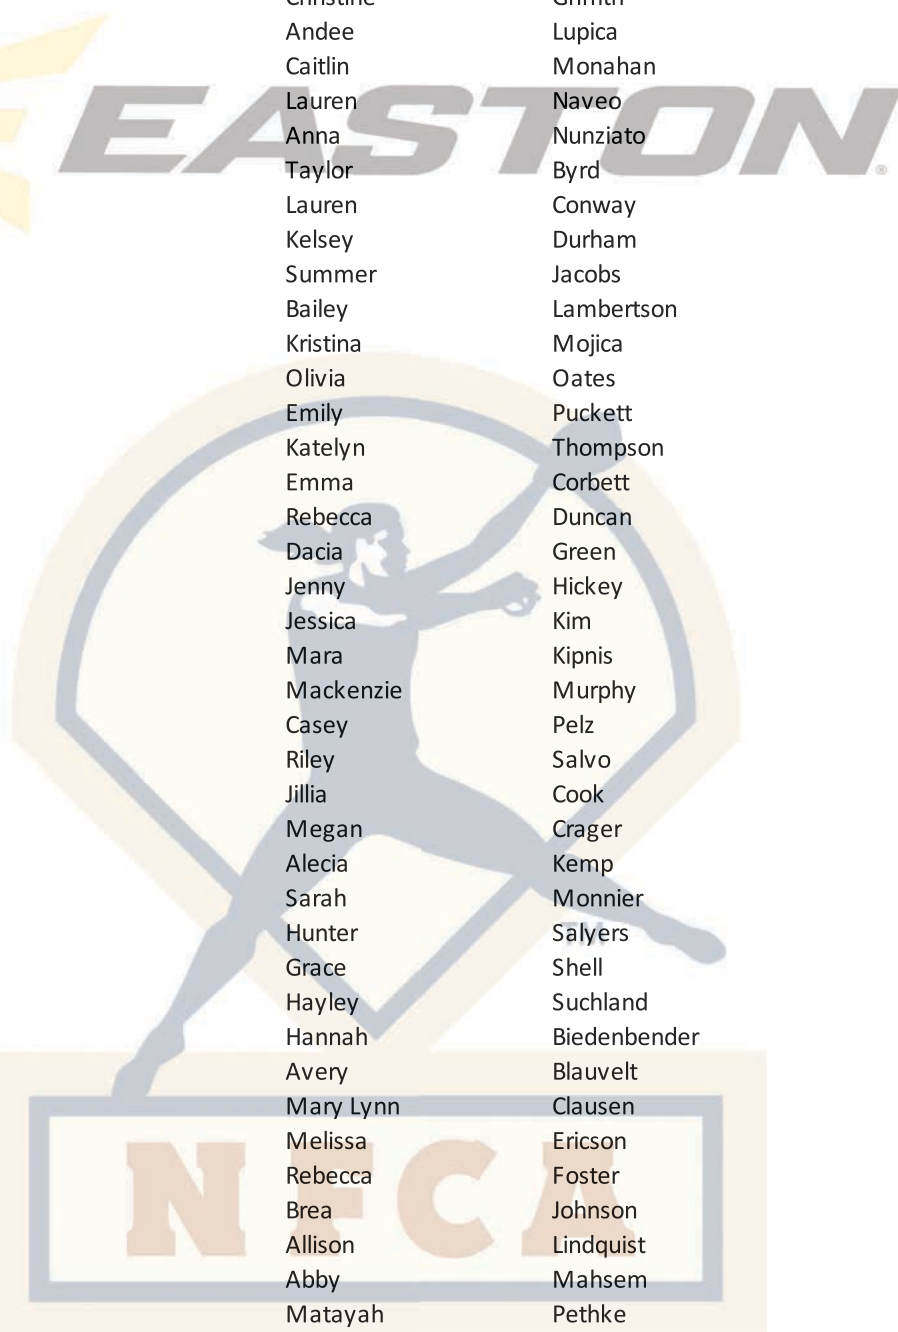 Andee Lupica
Caitlin Monahan
EASTON®
Lauren Naveo
Anna Nunziato
Taylor Byrd
Lauren Conway
Kelsey Durham
Summer Jacobs
Bailey Lambertson
Kristina Mojica
Olivia Oates
Emily Puckett
Katelyn Thompson
Emma Corbett
Rebecca Duncan
Dacia Green
Jenny Hickey
Jessica Kim
Mara Kipnis
Mackenzie Murphy
Casey Pelz
Riley Salvo
Jillia Cook
Megan Crager
Alecia Kemp
Sarah Monnier
Hunter Salyers
TM
Grace Shell
Hayley Suchland
Hannah Biedenbender
Avery Blauvelt
Mary Lynn Clausen
Melissa Ericson
Rebecca Foster
NFCA
Brea Johnson
Allison Lindquist
Abby Mahsem
Matayah Pethke